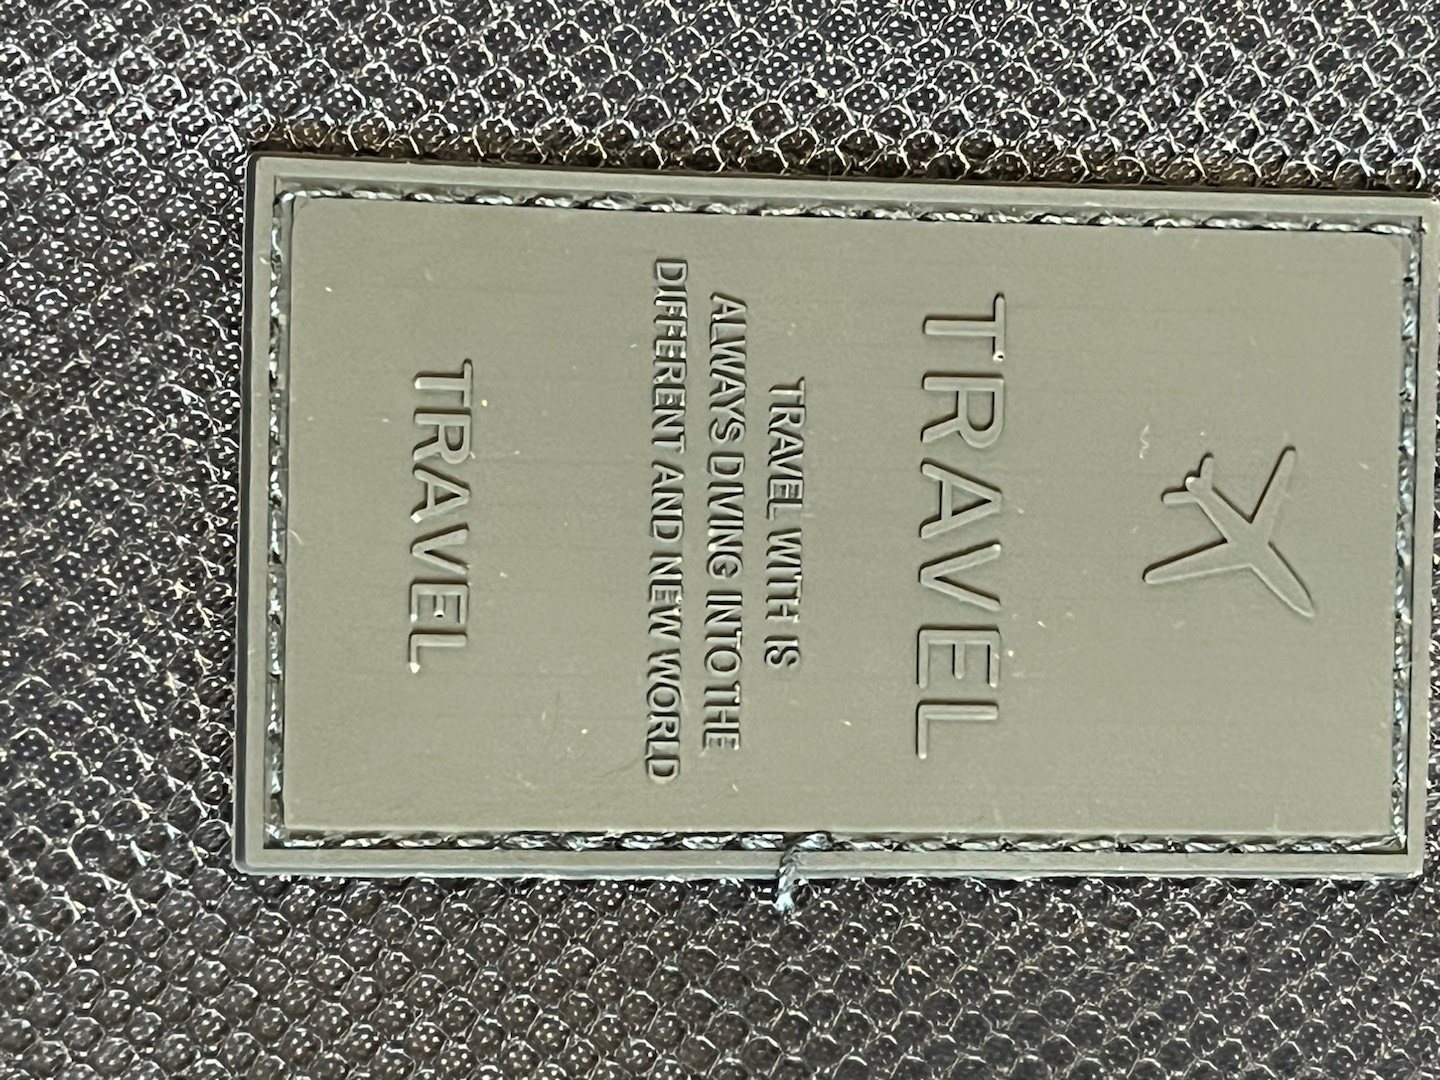 TRAVEL
TRAVEL WITH IS
ALWAYS DIVING INTO THE
DIFFERENT AND NEW WORLD
TRAVEL